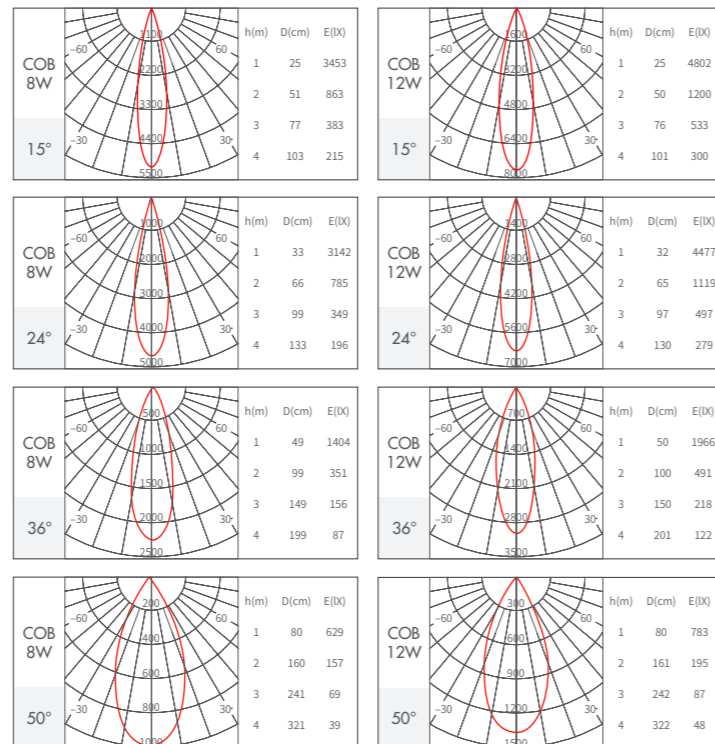 COB
8W
15°
−60
−30
30
60
1100
2200
3300
4400
5500
h(m) D(cm) E(lX)
1 25 3453
2 51 863
3 77 383
4 103 215
COB
12W
15°
−60
−30
30
60
1600
3200
4800
6400
8000
h(m) D(cm) E(lX)
1 25 4802
2 50 1200
3 76 533
4 101 300
COB
8W
24°
−60
−30
30
60
1000
2000
3000
4000
5000
h(m) D(cm) E(lX)
1 33 3142
2 66 785
3 99 349
4 133 196
COB
12W
24°
−60
−30
30
60
1400
2800
4200
5600
7000
h(m) D(cm) E(lX)
1 32 4477
2 65 1119
3 97 497
4 130 279
COB
8W
36°
−60
−30
30
60
500
1000
1500
2000
2500
h(m) D(cm) E(lX)
1 49 1404
2 99 351
3 149 156
4 199 87
COB
12W
36°
−60
−30
30
60
700
1400
2100
2800
3500
h(m) D(cm) E(lX)
1 50 1966
2 100 491
3 150 218
4 201 122
COB
8W
50°
−60
−30
30
60
200
400
600
800
1000
h(m) D(cm) E(lX)
1 80 629
2 160 157
3 241 69
4 321 39
COB
12W
50°
−60
−30
30
60
300
600
900
1200
1500
h(m) D(cm) E(lX)
1 80 783
2 161 195
3 242 87
4 322 48